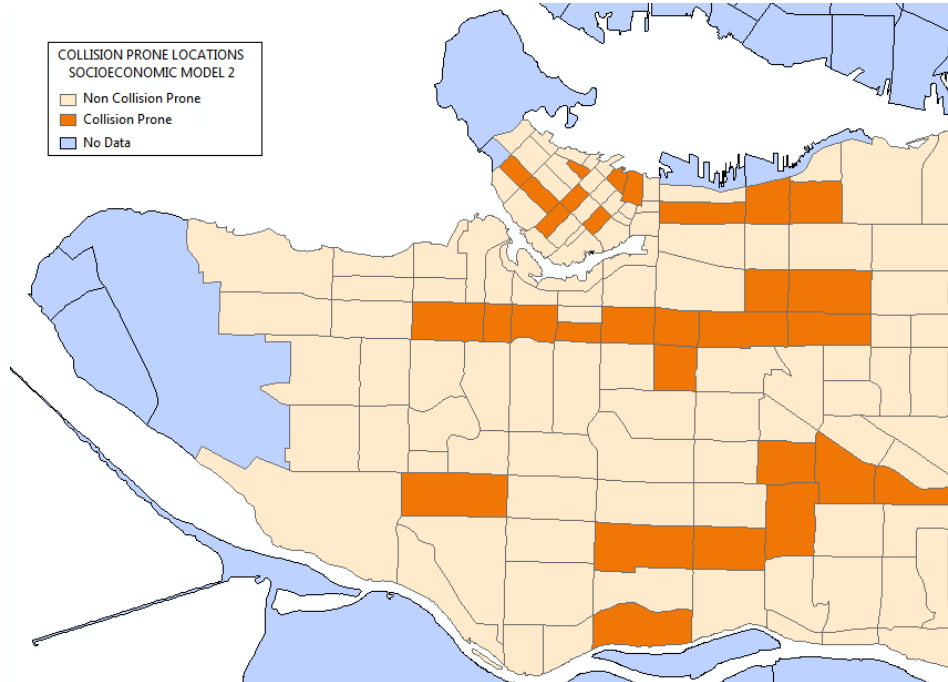 COLLISION PRONE LOCATIONS
SOCIOECONOMIC MODEL 2
Non Collision Prone
Collision Prone
No Data